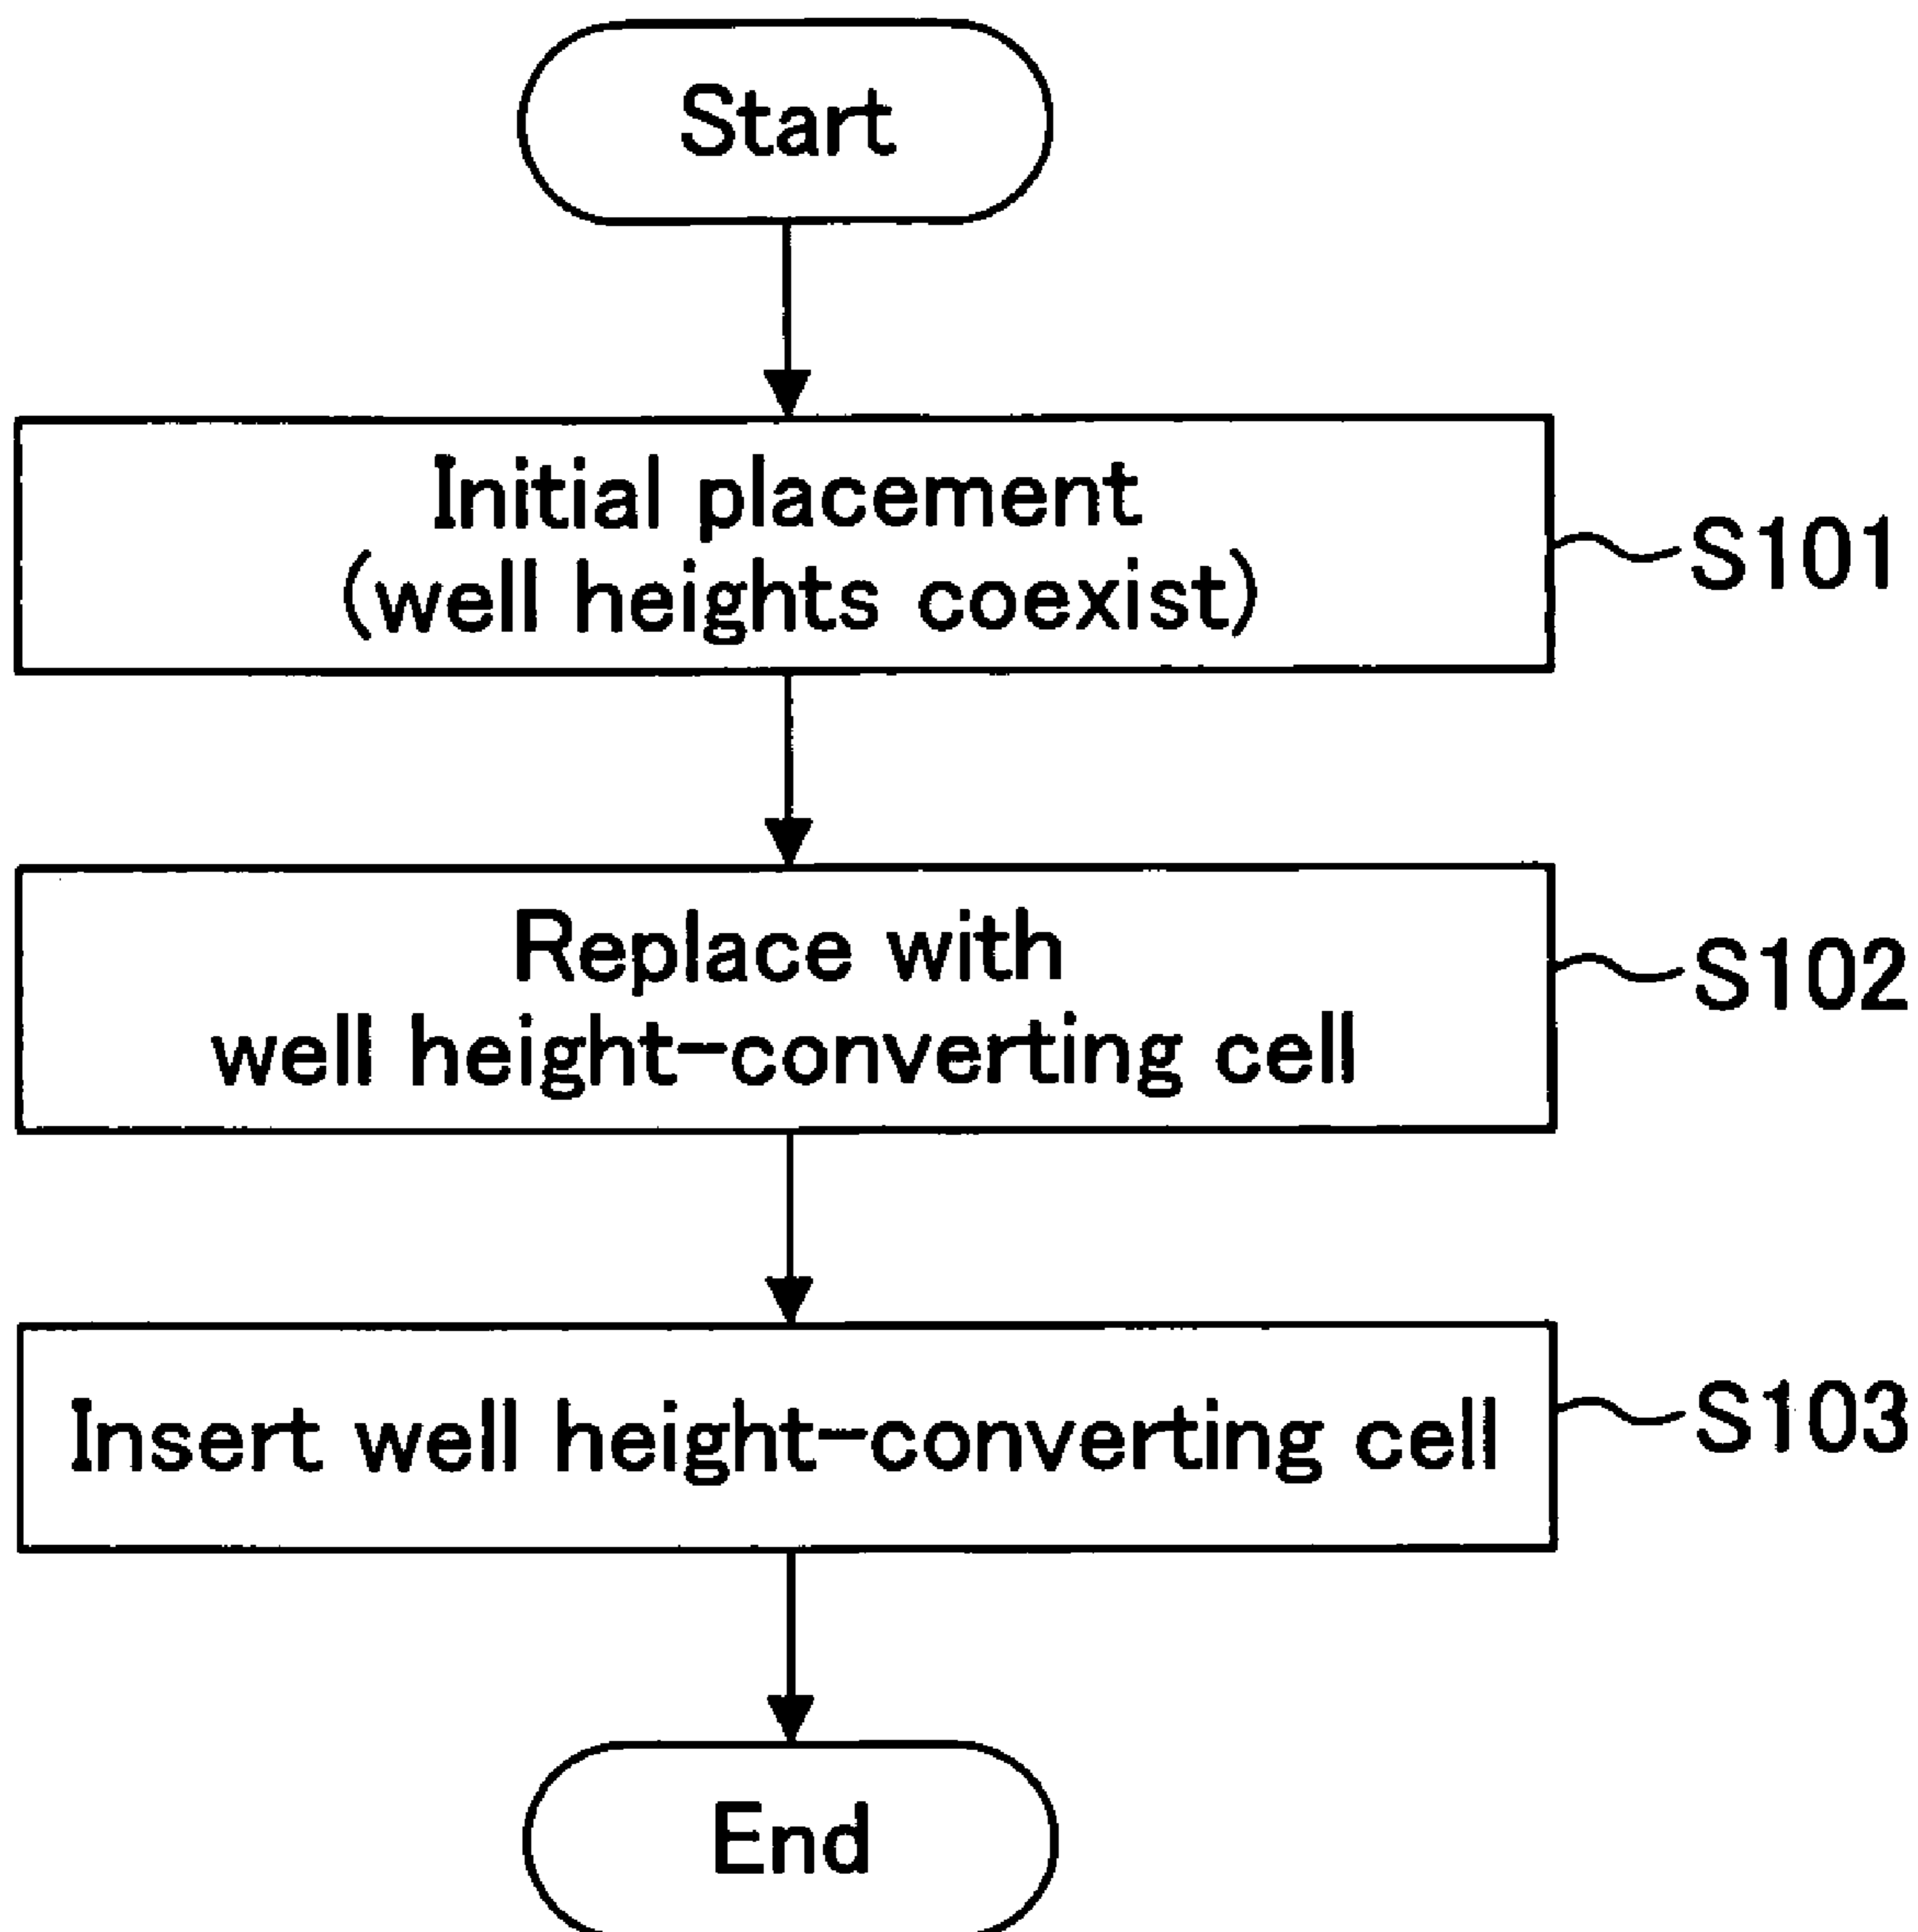 Start
Initial placement
(well heights coexist)
S101
Replace with
well height-converting cell
S102
Insert well height-converting cell
S103
End